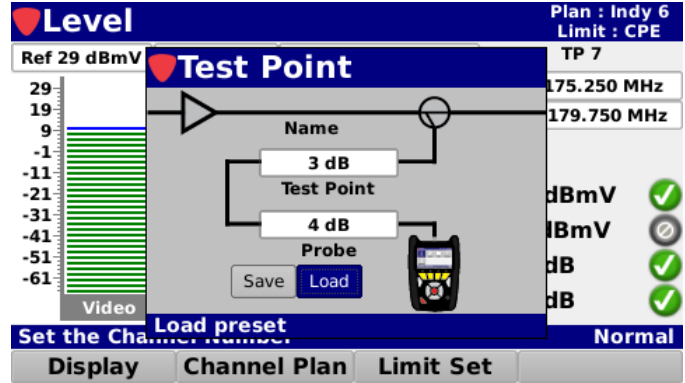 Level
Plan : Indy 6
Limit : CPE
Ref 29 dBmV
TP 7
Test Point
175.250 MHz
179.750 MHz
29
19
9
-1
-11
-21
-31
-41
-51
-61
Video
Name
3 dB
Test Point
4 dB
Probe
Save
Load
dBmV
dBmV
dB
dB
Load preset
Set the Channel Number
Normal
Display
Channel Plan
Limit Set